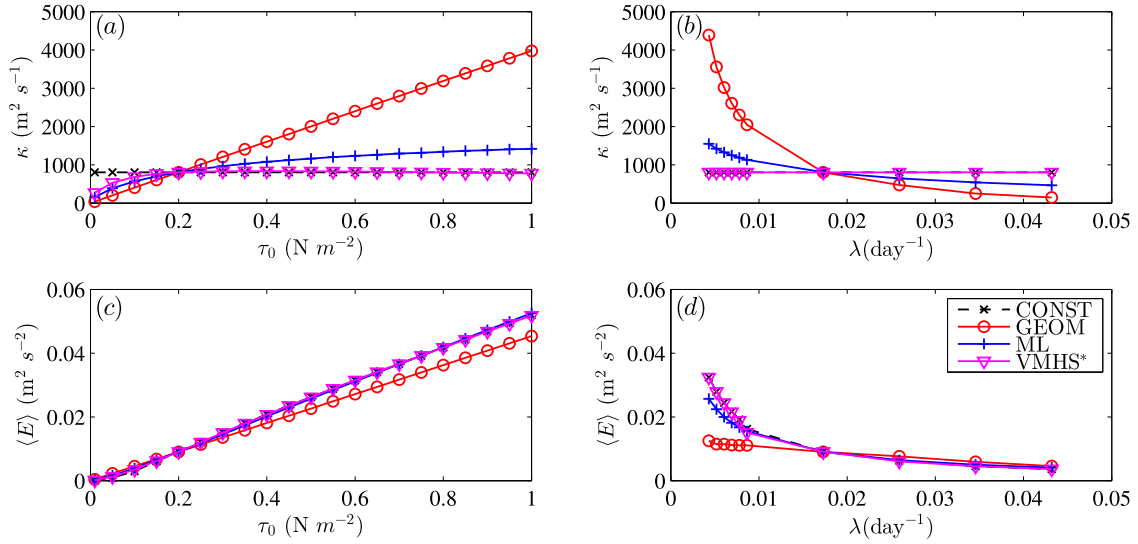 (a)
κ (m² s⁻¹)
5000
4000
3000
2000
1000
0
0 0.2 0.4 0.6 0.8 1
τ₀ (N m⁻²)
(b)
κ (m² s⁻¹)
5000
4000
3000
2000
1000
0
0 0.01 0.02 0.03 0.04 0.05
λ(day⁻¹)
(c)
⟨E⟩ (m² s⁻²)
0.06
0.04
0.02
0
0 0.2 0.4 0.6 0.8 1
τ₀ (N m⁻²)
(d)
⟨E⟩ (m² s⁻²)
0.06
0.04
0.02
0
0 0.01 0.02 0.03 0.04 0.05
λ(day⁻¹)
CONST
GEOM
ML
VMHS*